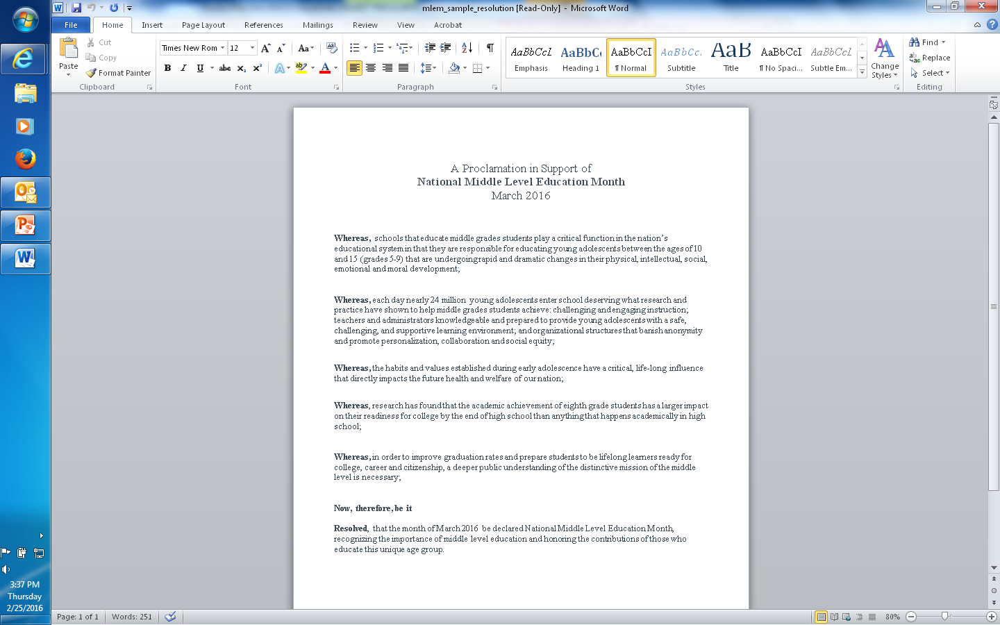 mlem_sample_resolution [Read-Only] - Microsoft Word
File Home Insert Page Layout References Mailings Review View Acrobat
Paste
Cut
Copy
Format Painter
Clipboard
Times New Rom 12
Font
Paragraph
AaBbCcI AaBbCc AaBbCcI AaBbCc. AaB AaBbCcI AaBbCcI
Emphasis Heading 1 ¶ Normal Subtitle Title ¶ No Spaci... Subtle Em...
Styles
Change
Styles
Find
Replace
Select
Editing
A Proclamation in Support of
National Middle Level Education Month
March 2016
Whereas, schools that educate middle grades students play a critical function in the nation’s
educational system in that they are responsible for educating young adolescents between the ages of 10
and 15 (grades 5-9) that are undergoing rapid and dramatic changes in their physical, intellectual, social,
emotional and moral development;
Whereas, each day nearly 24 million young adolescents enter school deserving what research and
practice have shown to help middle grades students achieve: challenging and engaging instruction;
teachers and administrators knowledgeable and prepared to provide young adolescents with a safe,
challenging, and supportive learning environment; and organizational structures that banish anonymity
and promote personalization, collaboration and social equity;
Whereas, the habits and values established during early adolescence have a critical, life-long influence
that directly impacts the future health and welfare of our nation;
Whereas, research has found that the academic achievement of eighth grade students has a larger impact
on their readiness for college by the end of high school than anything that happens academically in high
school;
Whereas, in order to improve graduation rates and prepare students to be lifelong learners ready for
college, career and citizenship, a deeper public understanding of the distinctive mission of the middle
level is necessary;
Now, therefore, be it
Resolved, that the month of March 2016 be declared National Middle Level Education Month,
recognizing the importance of middle level education and honoring the contributions of those who
educate this unique age group.
3:37 PM
Thursday
2/25/2016
Page: 1 of 1 Words: 251
80%